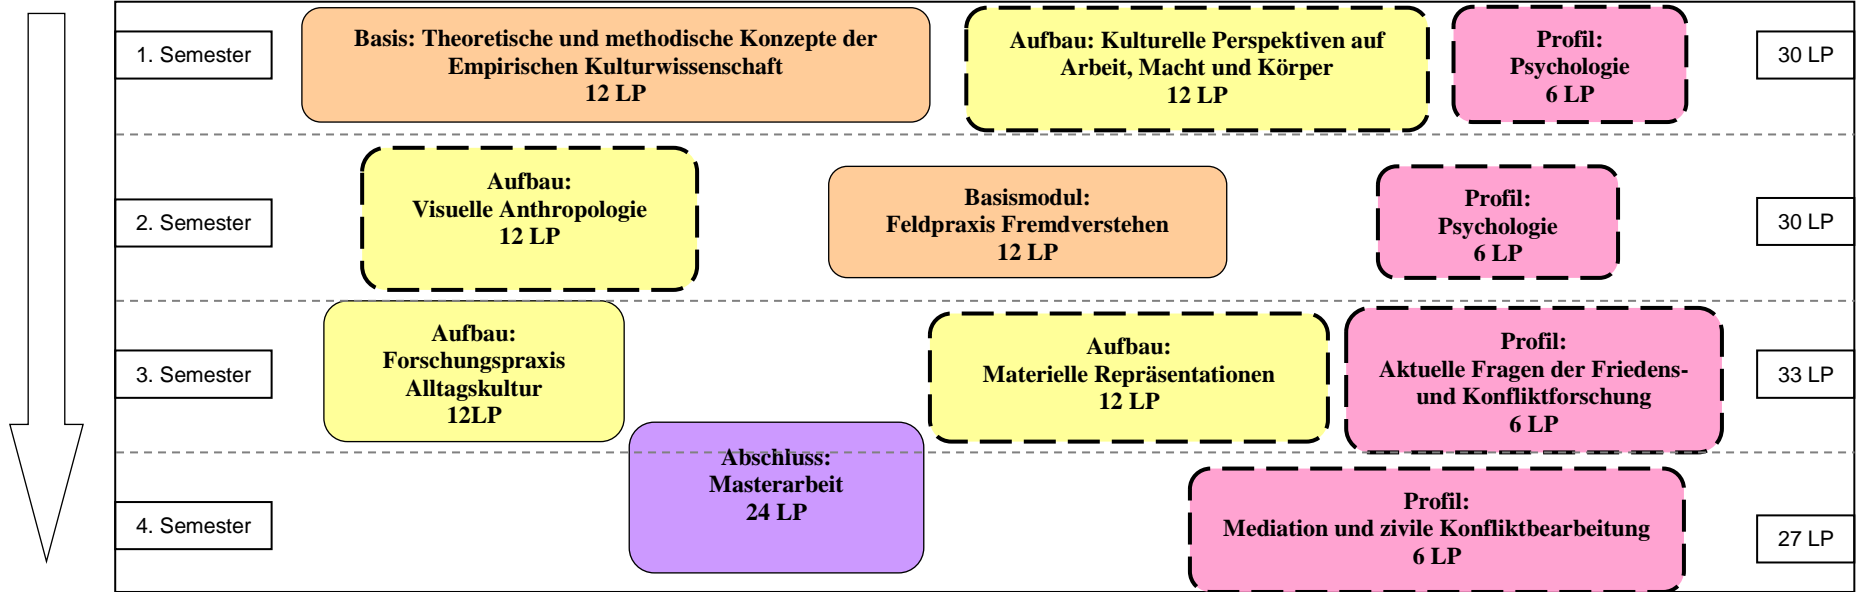 1. Semester
Basis: Theoretische und methodische Konzepte der
Empirischen Kulturwissenschaft
12 LP
Aufbau: Kulturelle Perspektiven auf
Arbeit, Macht und Körper
12 LP
Profil:
Psychologie
6 LP
30 LP
2. Semester
Aufbau:
Visuelle Anthropologie
12 LP
Basismodul:
Feldpraxis Fremdverstehen
12 LP
Profil:
Psychologie
6 LP
30 LP
3. Semester
Aufbau:
Forschungspraxis
Alltagskultur
12LP
Aufbau:
Materielle Repräsentationen
12 LP
Profil:
Aktuelle Fragen der Friedens-
und Konfliktforschung
6 LP
33 LP
4. Semester
Abschluss:
Masterarbeit
24 LP
Profil:
Mediation und zivile Konfliktbearbeitung
6 LP
27 LP